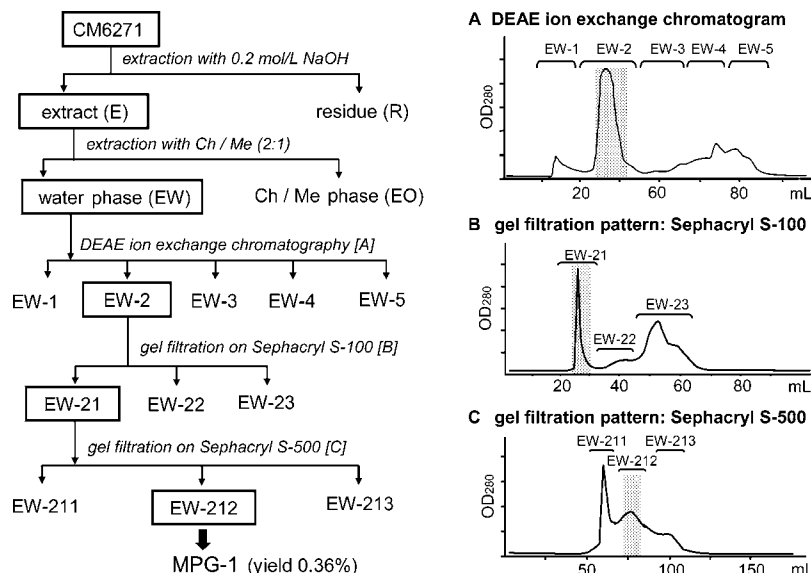 CM6271
extraction with 0.2 mol/L NaOH
extract (E) residue (R)
extraction with Ch / Me (2:1)
water phase (EW) Ch / Me phase (EO)
DEAE ion exchange chromatography [A]
EW-1 EW-2 EW-3 EW-4 EW-5
gel filtration on Sephacryl S-100 [B]
EW-21 EW-22 EW-23
gel filtration on Sephacryl S-500 [C]
EW-211 EW-212 EW-213
MPG-1 (yield 0.36%)
A DEAE ion exchange chromatogram
EW-1 EW-2 EW-3 EW-4 EW-5
OD280
20 40 60 80 mL
B gel filtration pattern: Sephacryl S-100
EW-21
EW-23
EW-22
OD280
20 40 60 80 mL
C gel filtration pattern: Sephacryl S-500
EW-211 EW-213
EW-212
OD280
50 100 150 mL